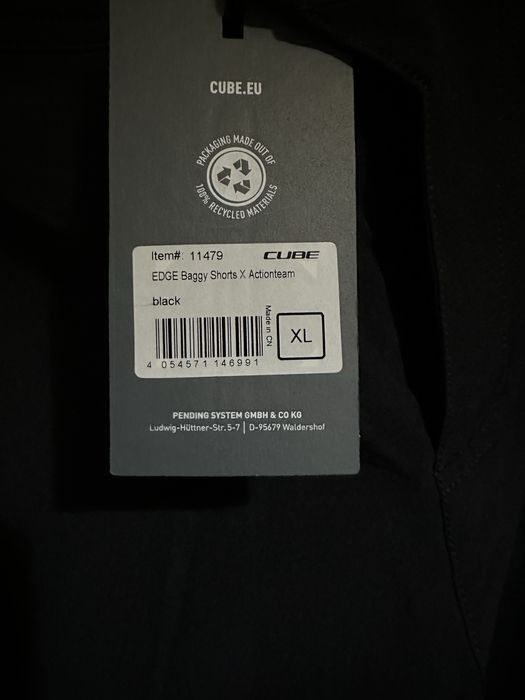 CUBE.EU
PACKAGING MADE OUT OF
100% RECYCLED MATERIALS
Item#: 11479 CUBE
EDGE Baggy Shorts X Actionteam
black
Made in CN
XL
4 054571 146991
PENDING SYSTEM GMBH & CO KG
Ludwig-Hüttner-Str. 5-7 | D-95679 Waldershof